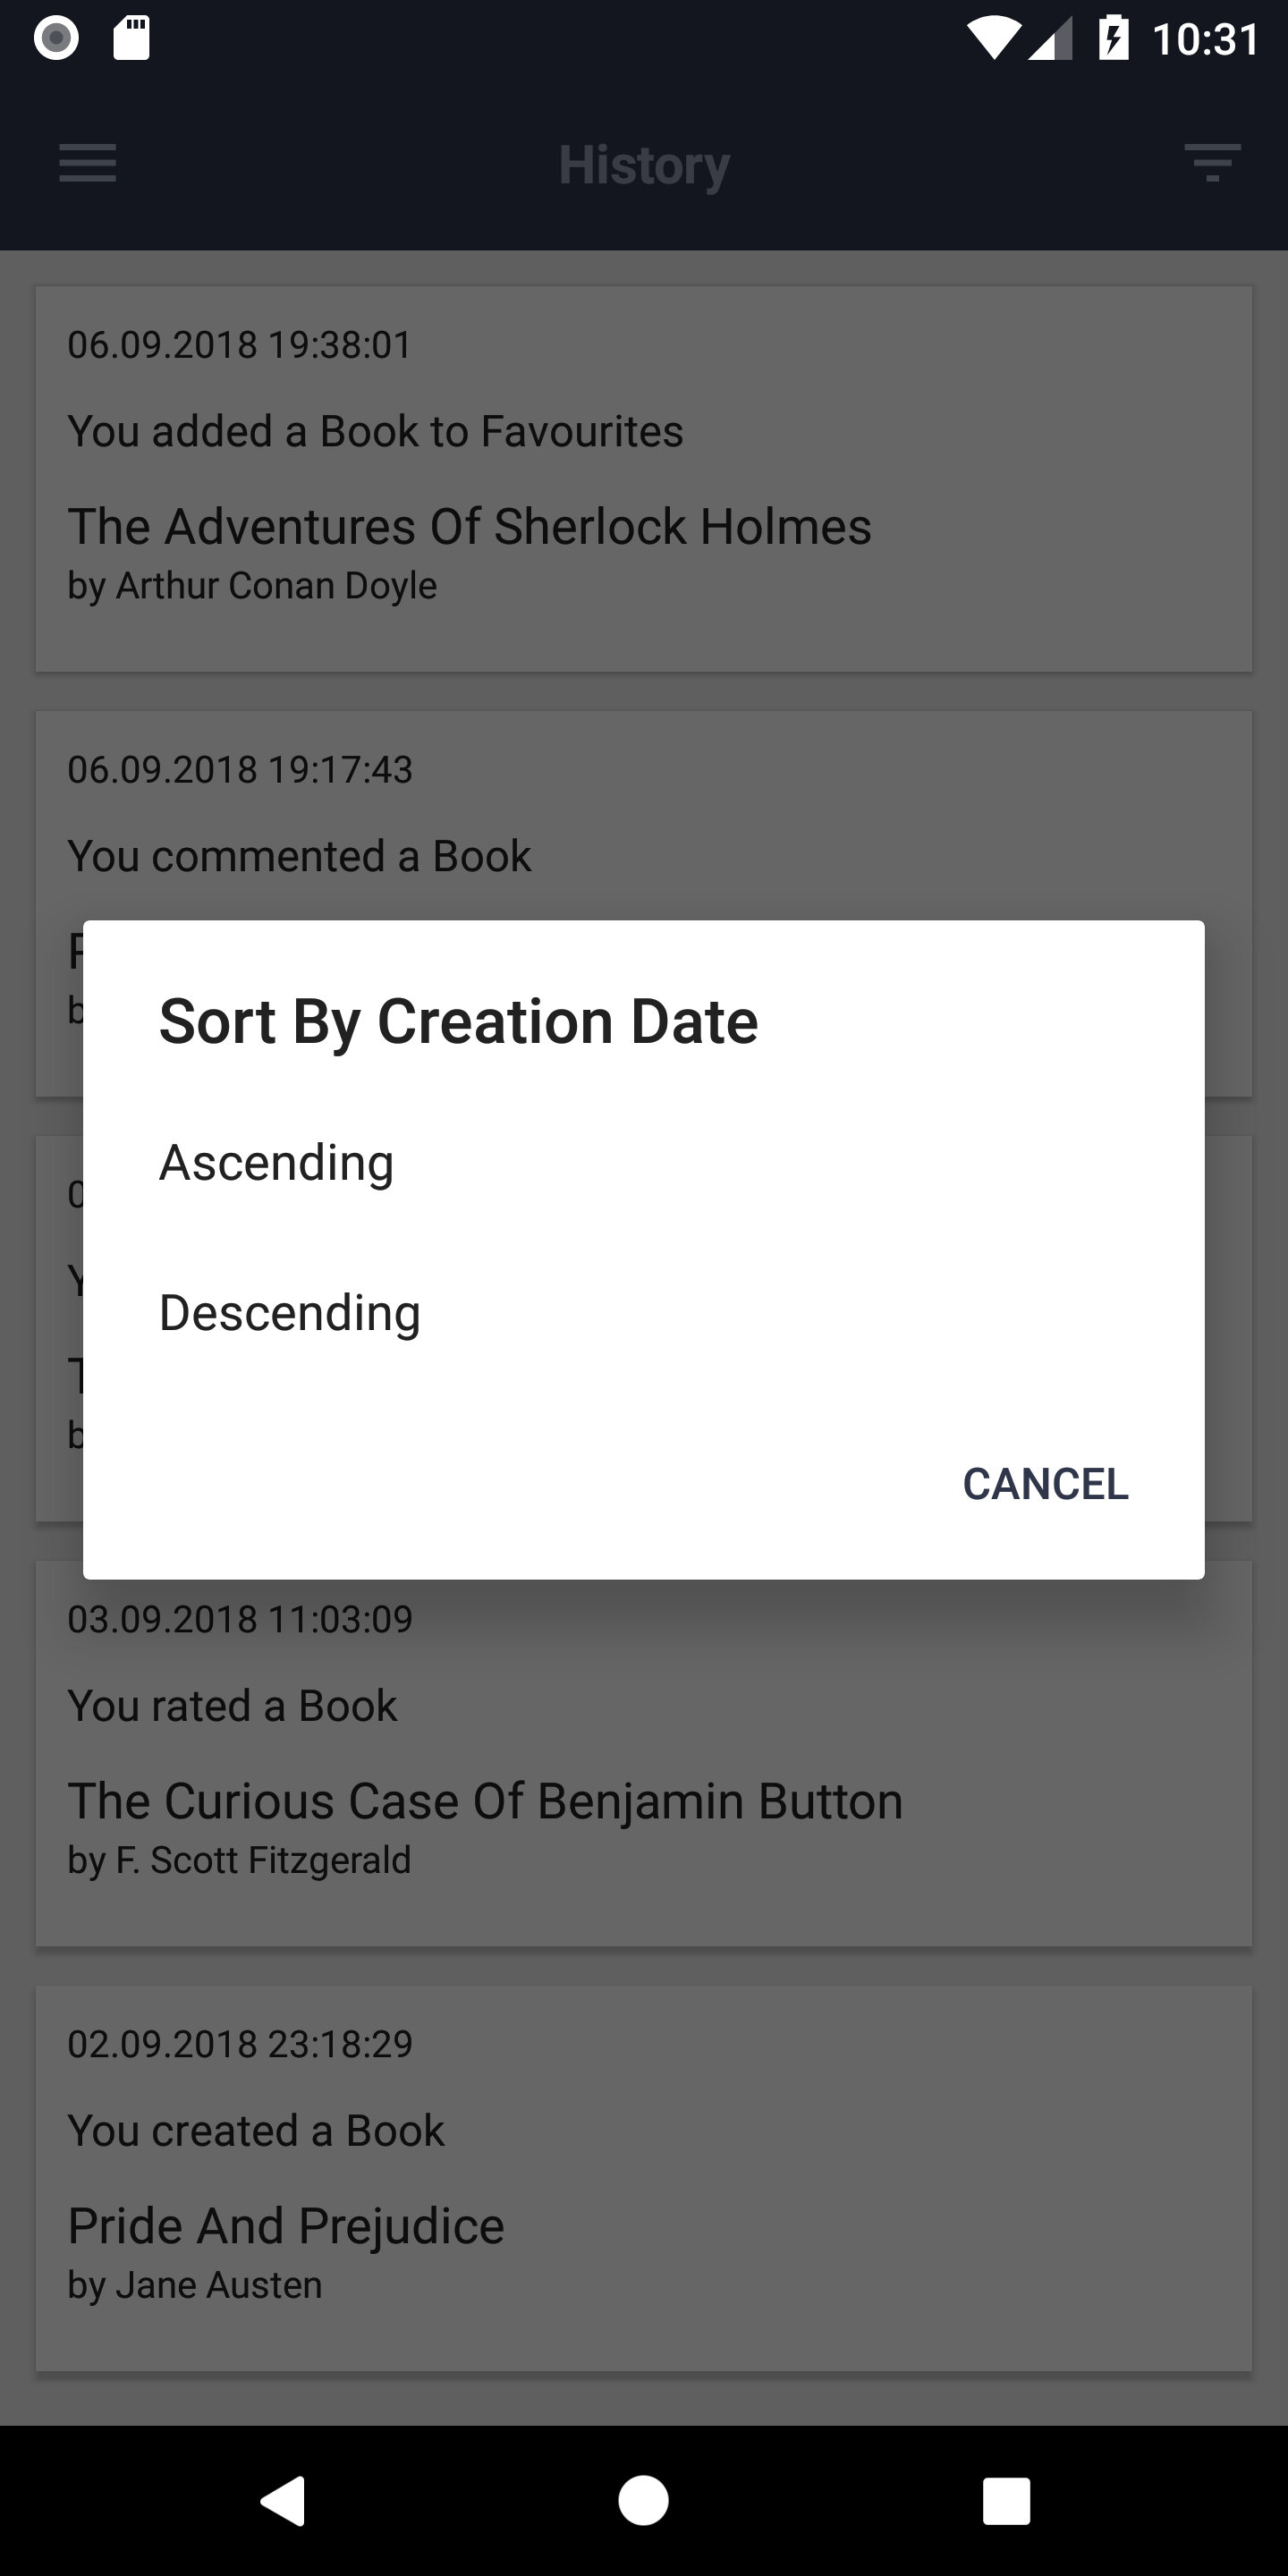 10:31
History
06.09.2018 19:38:01
You added a Book to Favourites
The Adventures Of Sherlock Holmes
by Arthur Conan Doyle
06.09.2018 19:17:43
You commented a Book
Sort By Creation Date
Ascending
Descending
CANCEL
03.09.2018 11:03:09
You rated a Book
The Curious Case Of Benjamin Button
by F. Scott Fitzgerald
02.09.2018 23:18:29
You created a Book
Pride And Prejudice
by Jane Austen